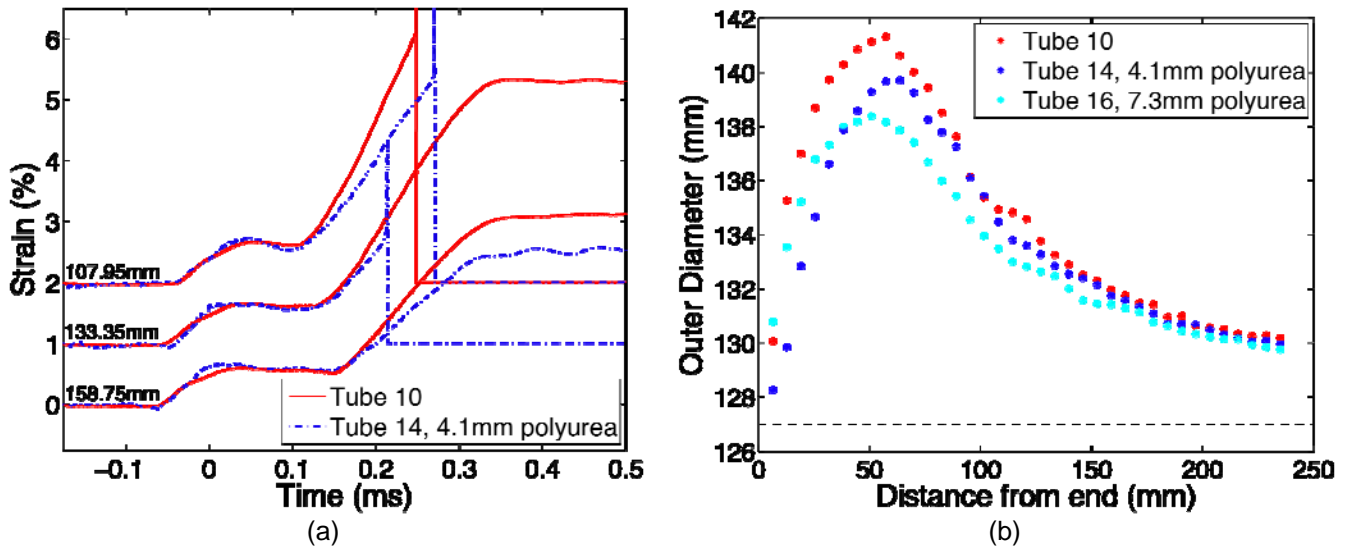 Strain (%)
6
5
4
3
2
1
0
107.95mm
133.35mm
158.75mm
Tube 10
Tube 14, 4.1mm polyurea
−0.1
0
0.1
0.2
0.3
0.4
0.5
Time (ms)
(a)
Outer Diameter (mm)
142
140
138
136
134
132
130
128
126
Tube 10
Tube 14, 4.1mm polyurea
Tube 16, 7.3mm polyurea
0
50
100
150
200
250
Distance from end (mm)
(b)